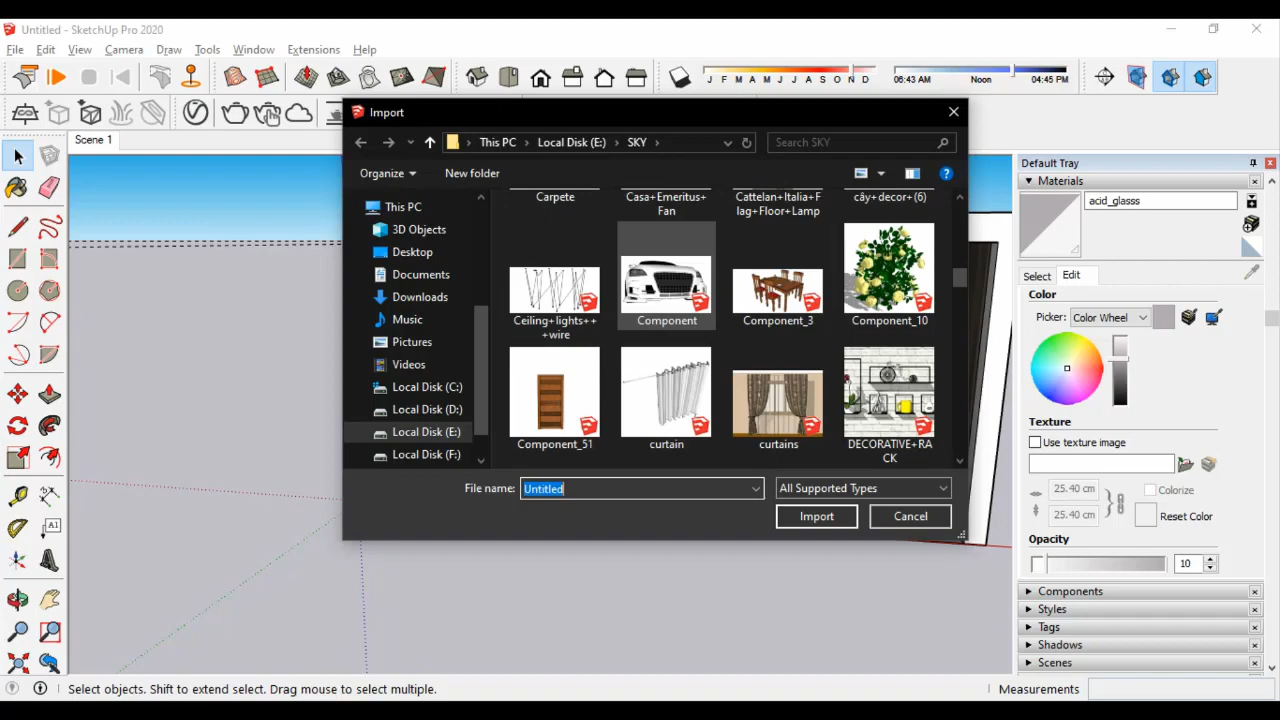 Untitled - SketchUp Pro 2020
File Edit View Camera Draw Tools Window Extensions Help
J F M A M J J A S O N D
06:43 AM Noon 04:45 PM
Scene 1
Import
This PC
Local Disk (E:)
SKY
Search SKY
Organize
New folder
This PC
3D Objects
Desktop
Documents
Downloads
Music
Pictures
Videos
Local Disk (C:)
Local Disk (D:)
Local Disk (E:)
Local Disk (F:)
Carpete
Casa+Emeritus+
Fan
Cattelan+Italia+F
lag+Floor+Lamp
cây+decor+(6)
Ceiling+lights++
+wire
Component
Component_3
Component_10
Component_51
curtain
curtains
DECORATIVE+RA
CK
File name:
Untitled
All Supported Types
Import
Cancel
Default Tray
Materials
acid_glasss
Select
Edit
Color
Picker:
Color Wheel
Texture
Use texture image
25.40 cm
Colorize
25.40 cm
Reset Color
Opacity
10
Components
Styles
Tags
Shadows
Scenes
A1
Select objects. Shift to extend select. Drag mouse to select multiple.
Measurements